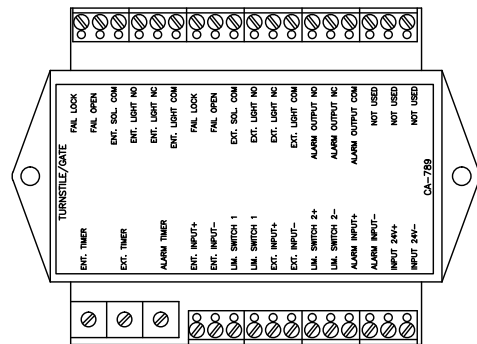 TURNSTILE/GATE
FAIL LOCK
FAIL OPEN
ENT. SOL. COM
ENT. LIGHT NO
ENT. LIGHT NC
ENT. LIGHT COM
FAIL LOCK
FAIL OPEN
EXT. SOL. COM
EXT. LIGHT NO
EXT. LIGHT NC
EXT. LIGHT COM
ALARM OUTPUT NO
ALARM OUTPUT NC
ALARM OUTPUT COM
NOT USED
NOT USED
NOT USED
ENT. TIMER
EXT. TIMER
ALARM TIMER
ENT. INPUT+
ENT. INPUT-
LIM. SWITCH 1
LIM. SWITCH 1
EXT. INPUT+
EXT. INPUT-
LIM. SWITCH 2+
LIM. SWITCH 2-
ALARM INPUT+
ALARM INPUT-
INPUT 24V+
INPUT 24V-
CA-789